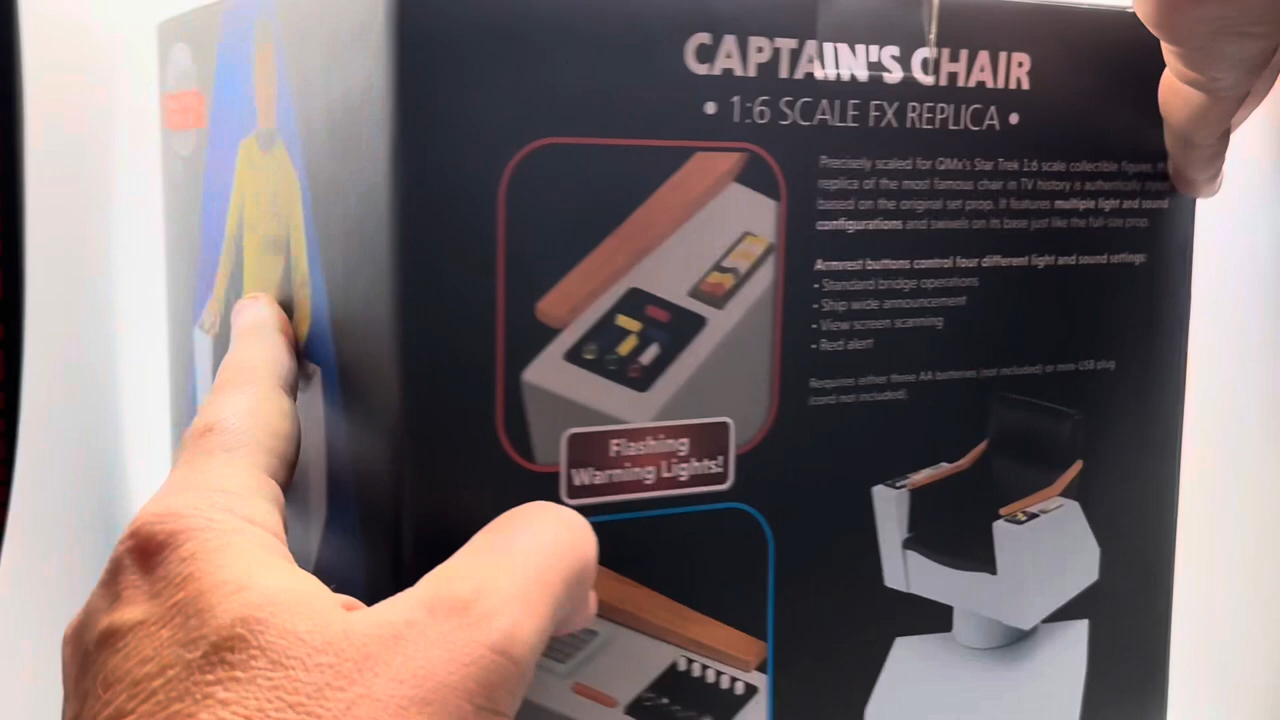 CAPTAIN'S CHAIR
• 1:6 SCALE FX REPLICA •
Precisely scaled for QMx's Star Trek 1:6 scale collectible figures,
replica of the most famous chair in TV history is authentically styled
based on the original set prop. It features multiple light and sound
configurations and swivels on its base just like the full-size prop.
Armrest buttons control four different light and sound settings:
- Standard bridge operations
- Ship wide announcement
- View screen scanning
- Red alert
Requires either three AA batteries (not included) or mini-USB plug
(cord not included).
Flashing
Warning Lights!